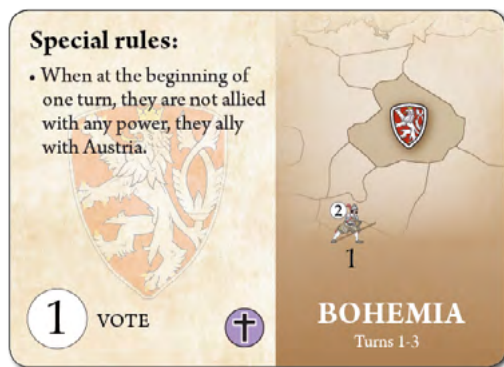 Special rules:
• When at the beginning of
one turn, they are not allied
with any power, they ally
with Austria.
1 VOTE
2
1
BOHEMIA
Turns 1-3